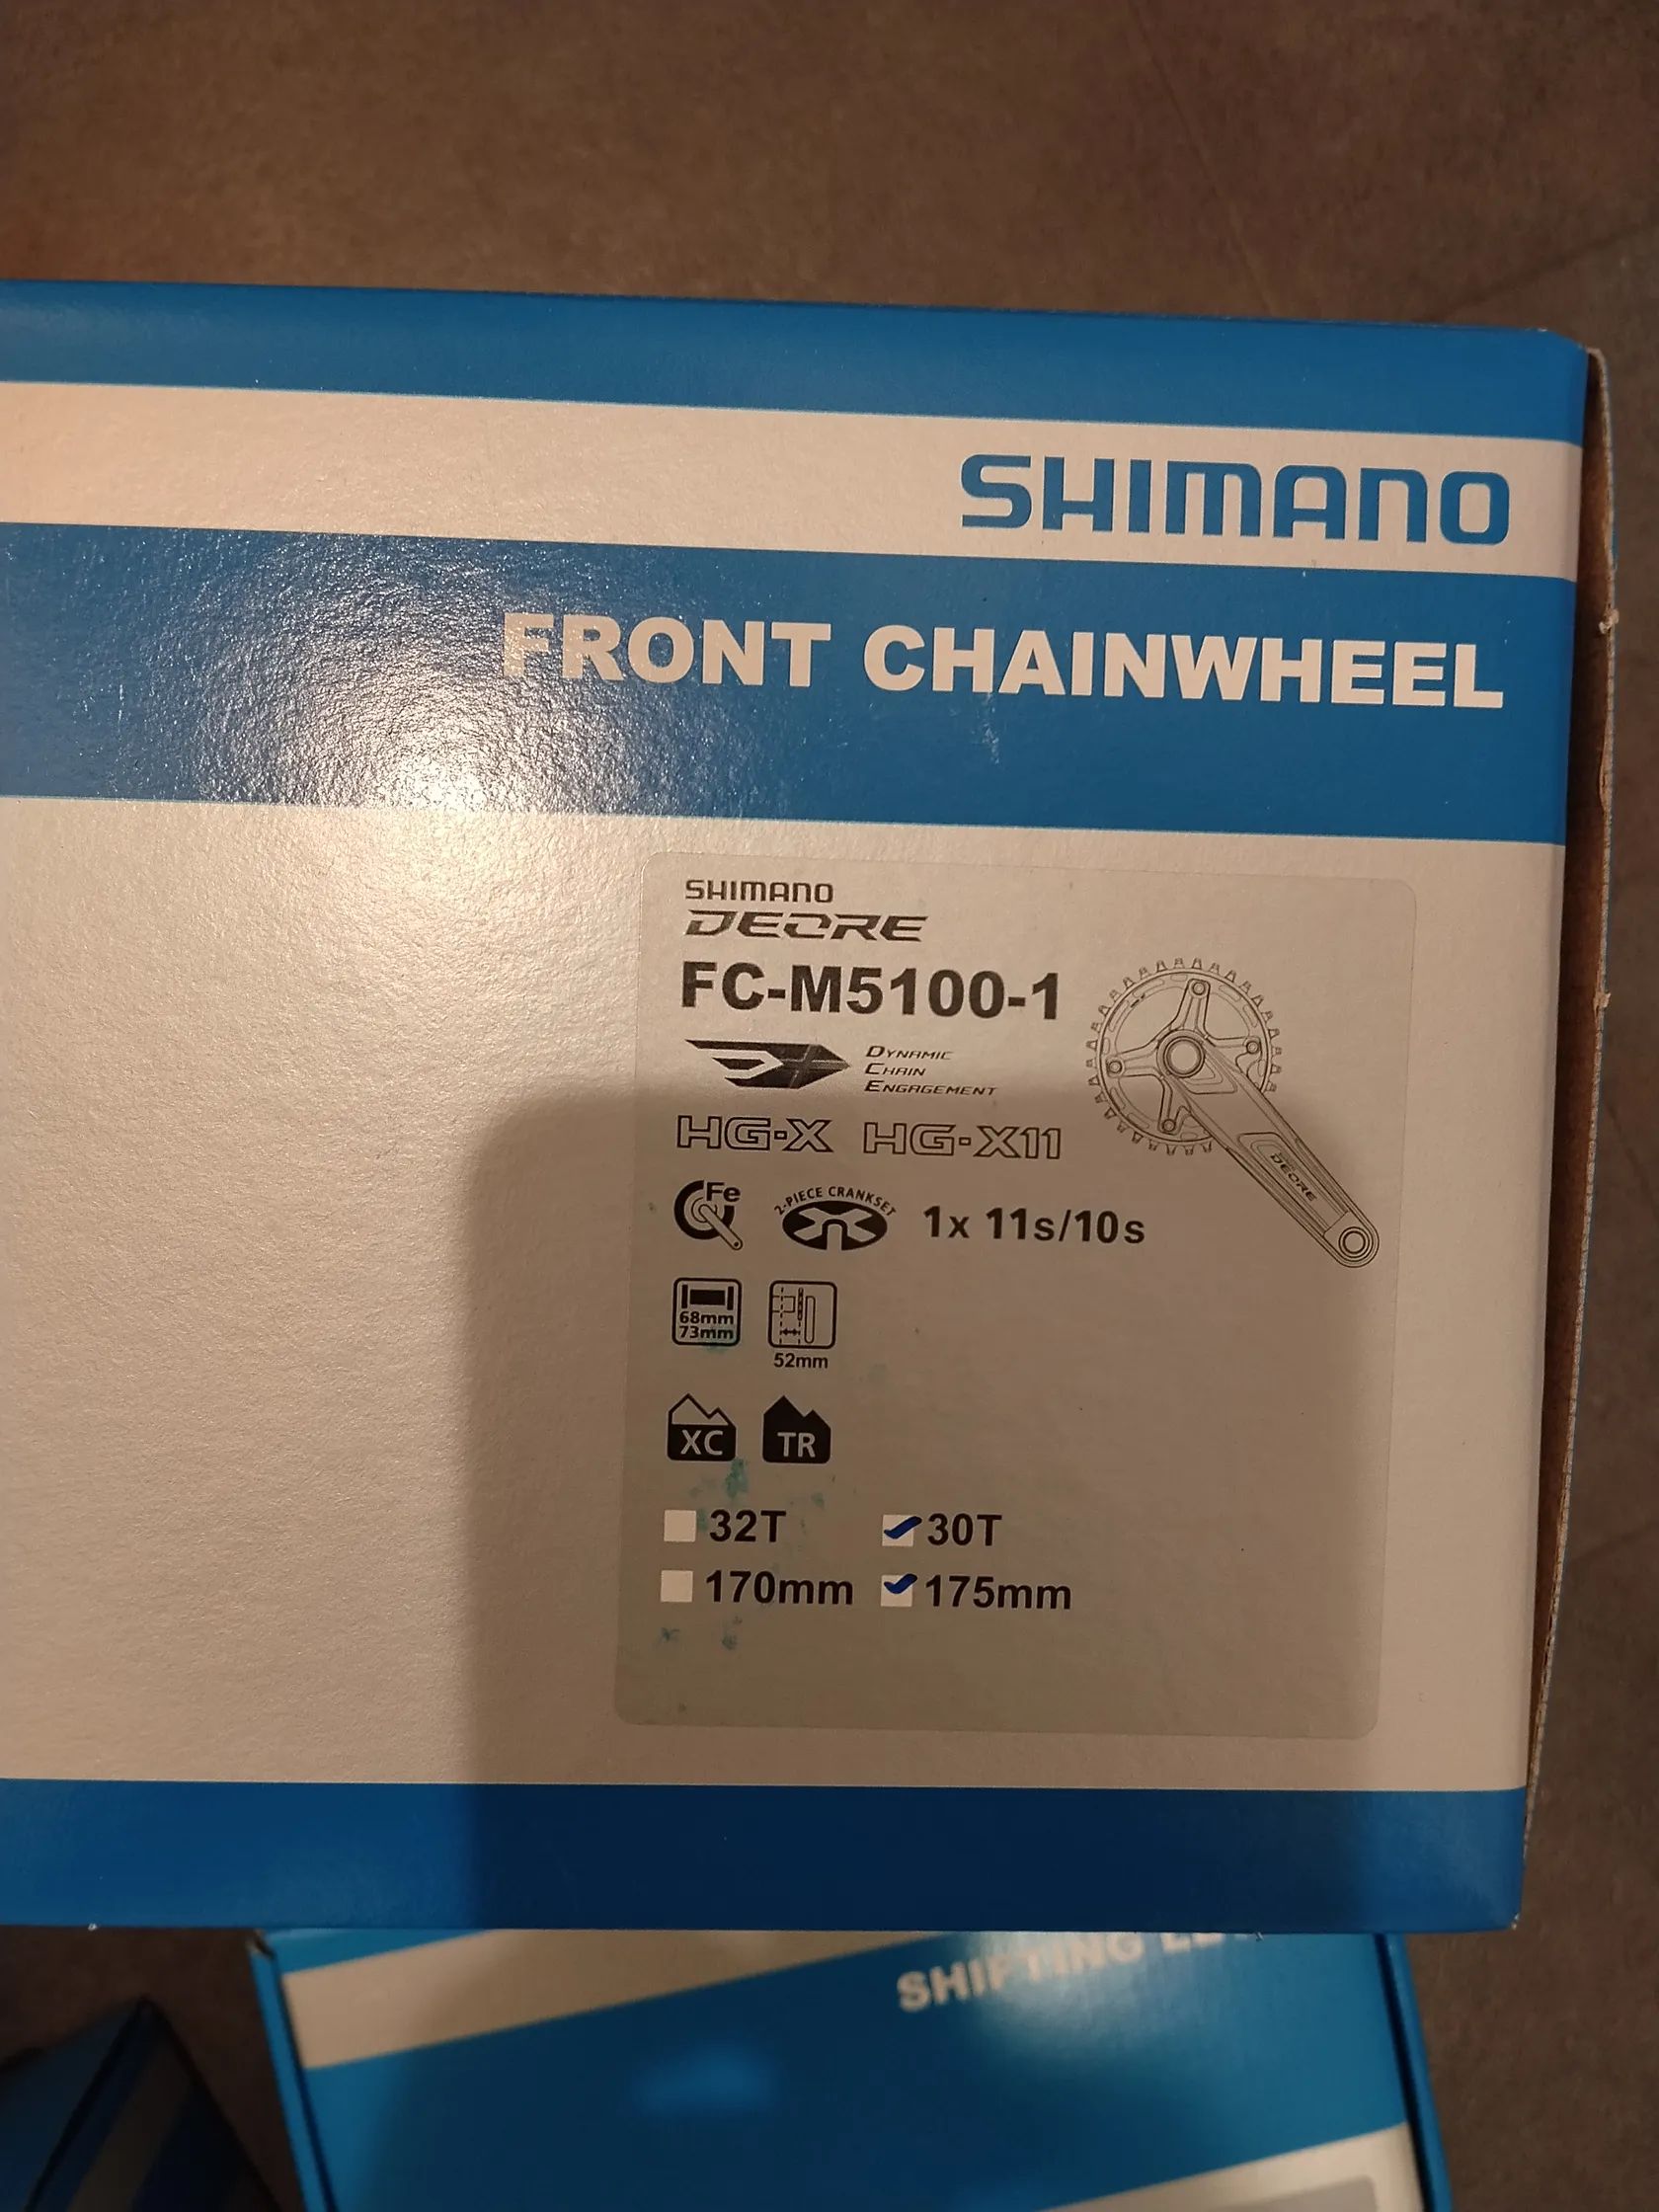 SHIMANO
FRONT CHAINWHEEL
SHIMANO
DEORE
FC-M5100-1
DYNAMIC
CHAIN
ENGAGEMENT
HG-X HG-X11
Fe
2-PIECE CRANKSET
1x 11s/10s
DEORE
68mm
73mm
52mm
XC TR
32T 30T
170mm 175mm
SHIFTING